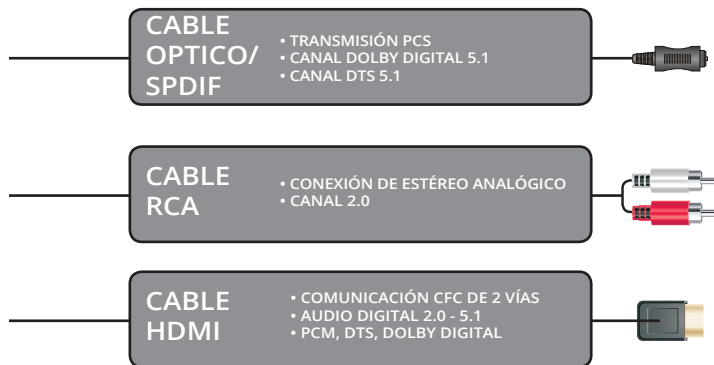 CABLE
OPTICO/
SPDIF
• TRANSMISIÓN PCS
• CANAL DOLBY DIGITAL 5.1
• CANAL DTS 5.1
CABLE
RCA
• CONEXIÓN DE ESTÉREO ANALÓGICO
• CANAL 2.0
CABLE
HDMI
• COMUNICACIÓN CFC DE 2 VÍAS
• AUDIO DIGITAL 2.0 - 5.1
• PCM, DTS, DOLBY DIGITAL